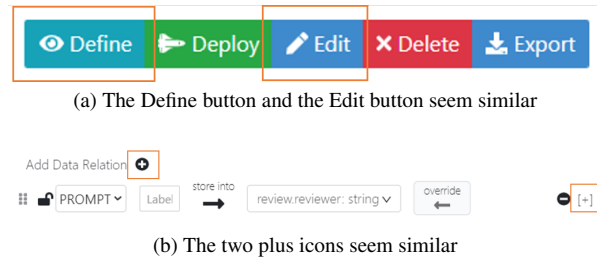 Define Deploy Edit Delete Export
(a) The Define button and the Edit button seem similar
Add Data Relation
PROMPT Label store into review.reviewer: string override [+]
(b) The two plus icons seem similar